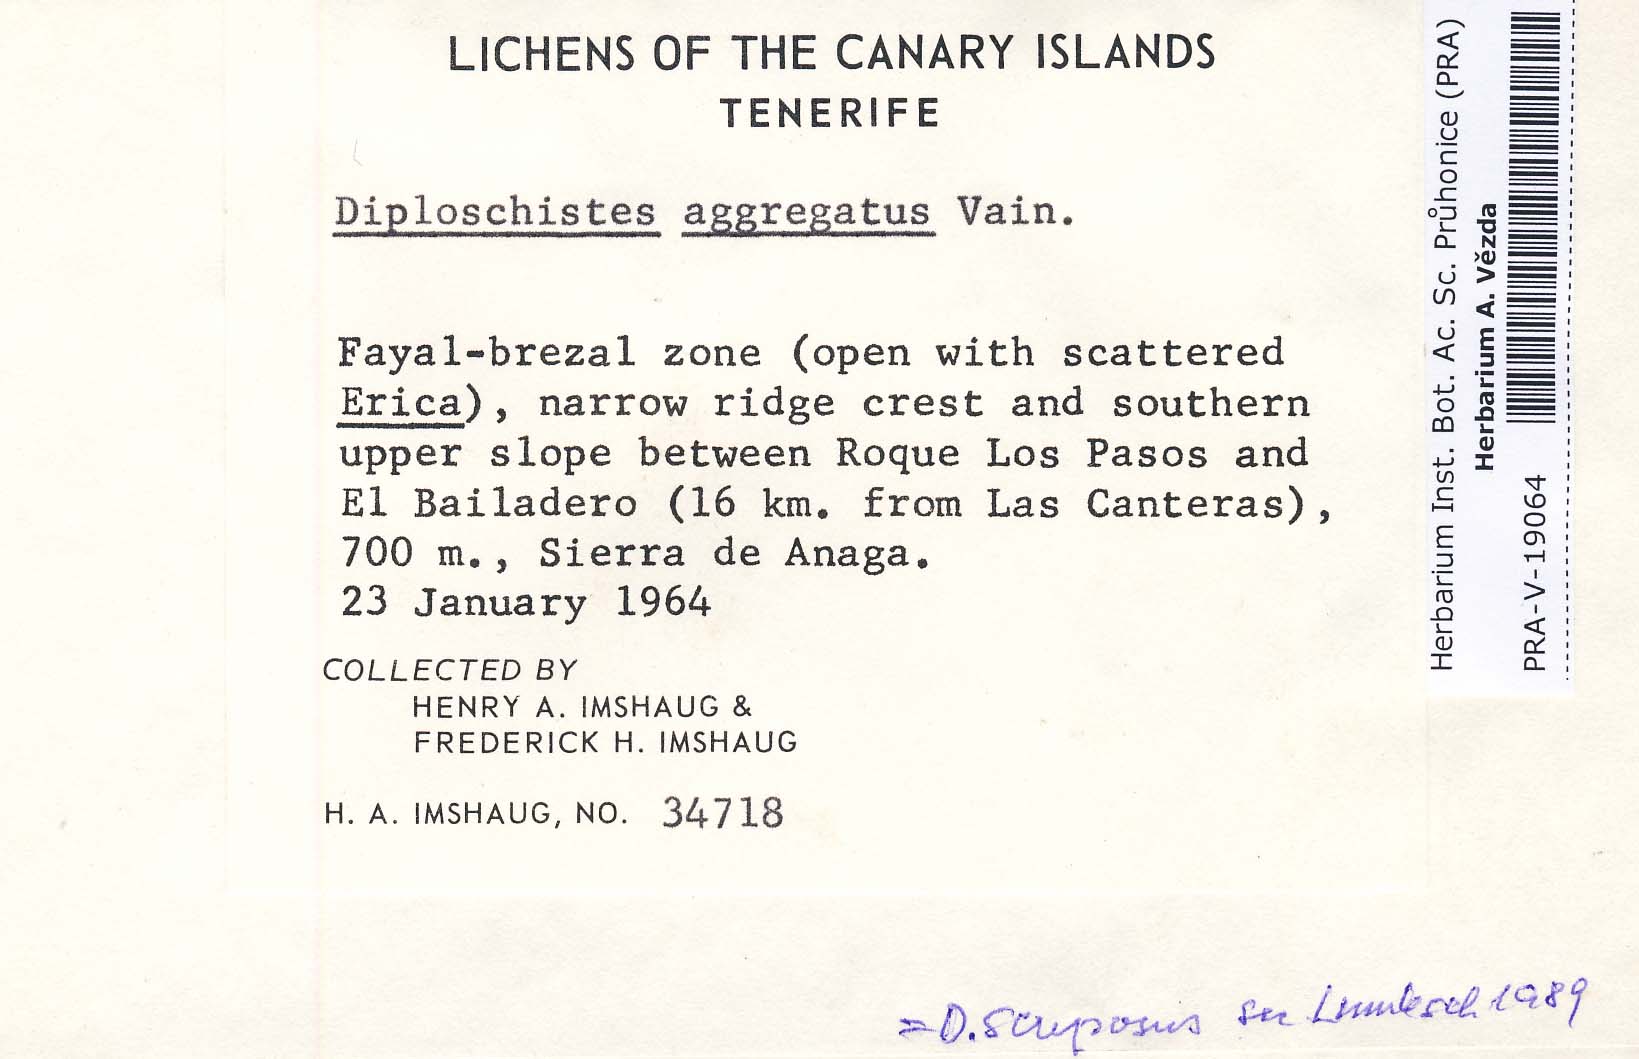 LICHENS OF THE CANARY ISLANDS
TENERIFE
Diploschistes aggregatus Vain.
Fayal-brezal zone (open with scattered
Erica), narrow ridge crest and southern
upper slope between Roque Los Pasos and
El Bailadero (16 km. from Las Canteras),
700 m., Sierra de Anaga.
23 January 1964
COLLECTED BY
HENRY A. IMSHAUG &
FREDERICK H. IMSHAUG
H. A. IMSHAUG, NO. 34718
Herbarium Inst. Bot. Ac. Sc. Průhonice (PRA)
Herbarium A. Vězda
PRA-V-19064
= D. scruposus 1989